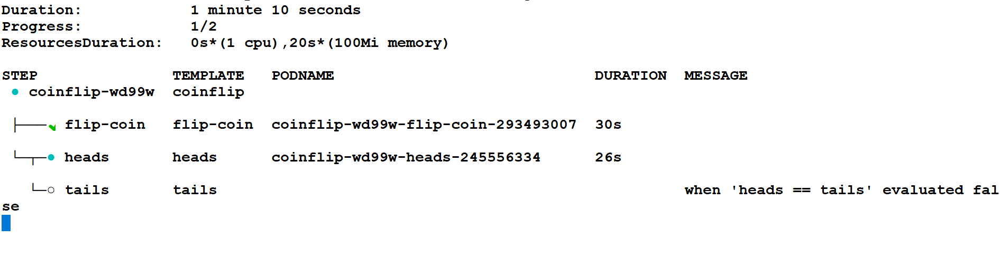 Duration: 1 minute 10 seconds
Progress: 1/2
ResourcesDuration: 0s*(1 cpu),20s*(100Mi memory)
STEP TEMPLATE PODNAME DURATION MESSAGE
● coinflip-wd99w coinflip
├───✔ flip-coin flip-coin coinflip-wd99w-flip-coin-293493007 30s
└─┬─● heads heads coinflip-wd99w-heads-245556334 26s
└─○ tails tails when 'heads == tails' evaluated fal
se